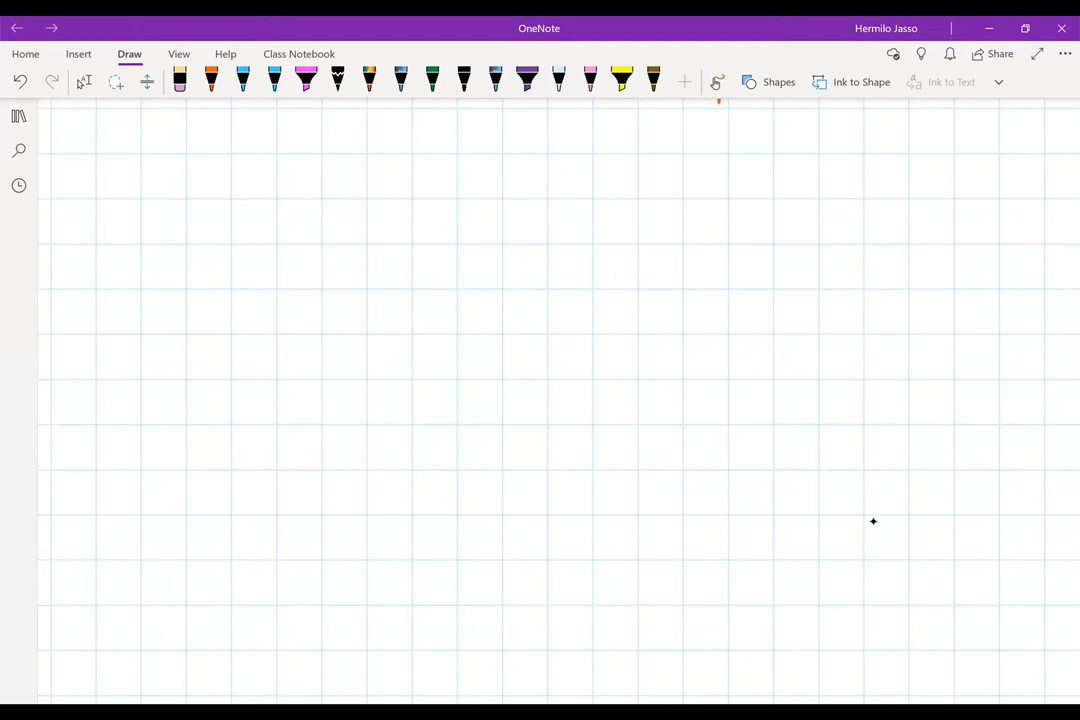 OneNote
Hermilo Jasso
Home
Insert
Draw
View
Help
Class Notebook
Share
Shapes
Ink to Shape
Ink to Text